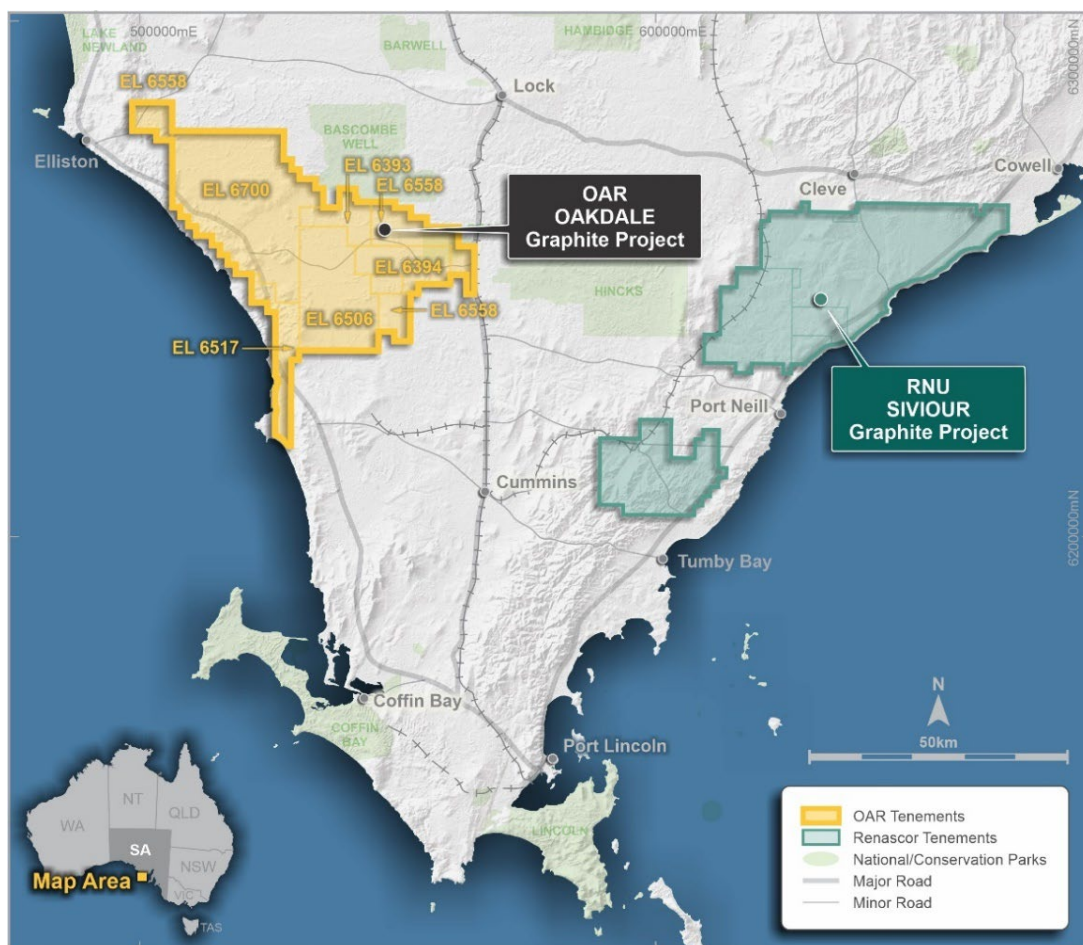 LAKE
NEWLAND
500000mE
BARWELL
HAMBIDGE
600000mE
6300000mN
EL 6558
Lock
Elliston
BASCOMBE
WELL
EL 6393
EL 6558
Cowell
Cleve
EL 6700
OAR
OAKDALE
Graphite Project
EL 6394
HINCKS
EL 6506
EL 6558
EL 6517
RNU
SIVIOUR
Graphite Project
Port Neill
Cummins
6200000mN
Tumby Bay
Coffin Bay
COFFIN
BAY
Port Lincoln
LINCOLN
N
50km
WA
NT
QLD
SA
NSW
VIC
TAS
Map Area
OAR Tenements
Renascor Tenements
National/Conservation Parks
Major Road
Minor Road